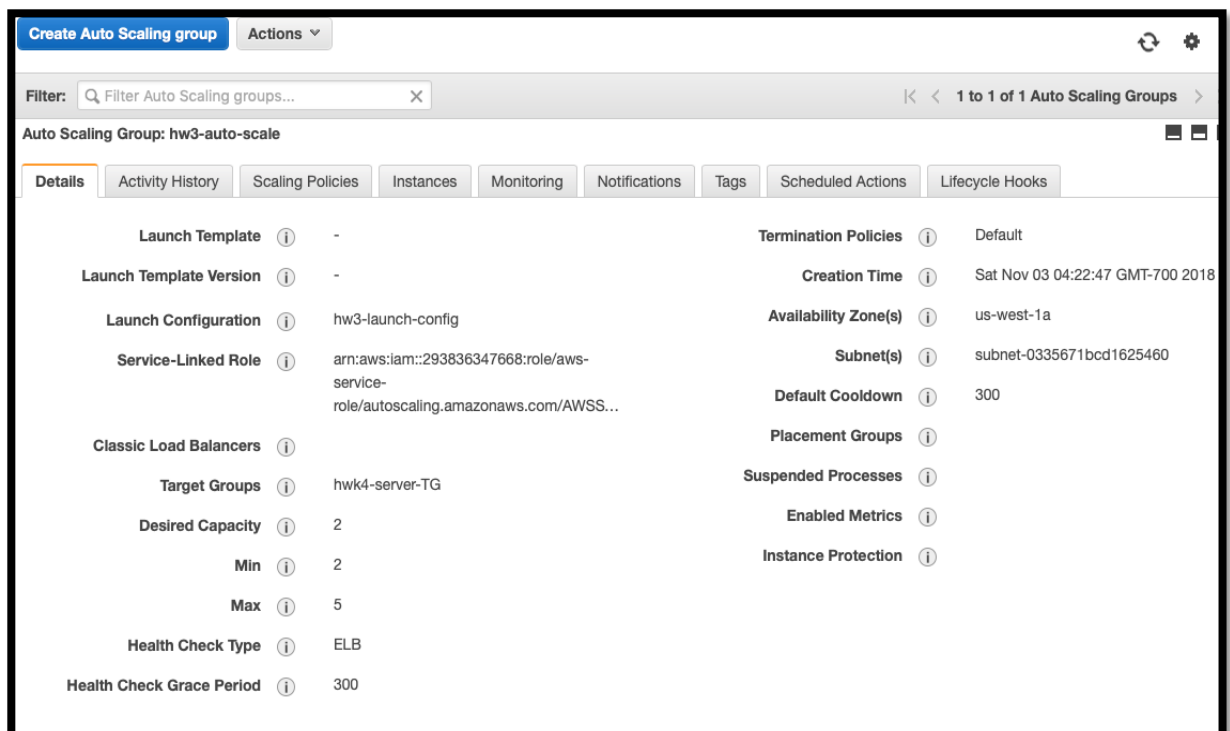 Create Auto Scaling group Actions
Filter: Filter Auto Scaling groups... 1 to 1 of 1 Auto Scaling Groups
Auto Scaling Group: hw3-auto-scale
Details Activity History Scaling Policies Instances Monitoring Notifications Tags Scheduled Actions Lifecycle Hooks
Launch Template -
Launch Template Version -
Launch Configuration hw3-launch-config
Service-Linked Role arn:aws:iam::293836347668:role/aws-
service-
role/autoscaling.amazonaws.com/AWSS...
Classic Load Balancers
Target Groups hwk4-server-TG
Desired Capacity 2
Min 2
Max 5
Health Check Type ELB
Health Check Grace Period 300
Termination Policies Default
Creation Time Sat Nov 03 04:22:47 GMT-700 2018
Availability Zone(s) us-west-1a
Subnet(s) subnet-0335671bcd1625460
Default Cooldown 300
Placement Groups
Suspended Processes
Enabled Metrics
Instance Protection